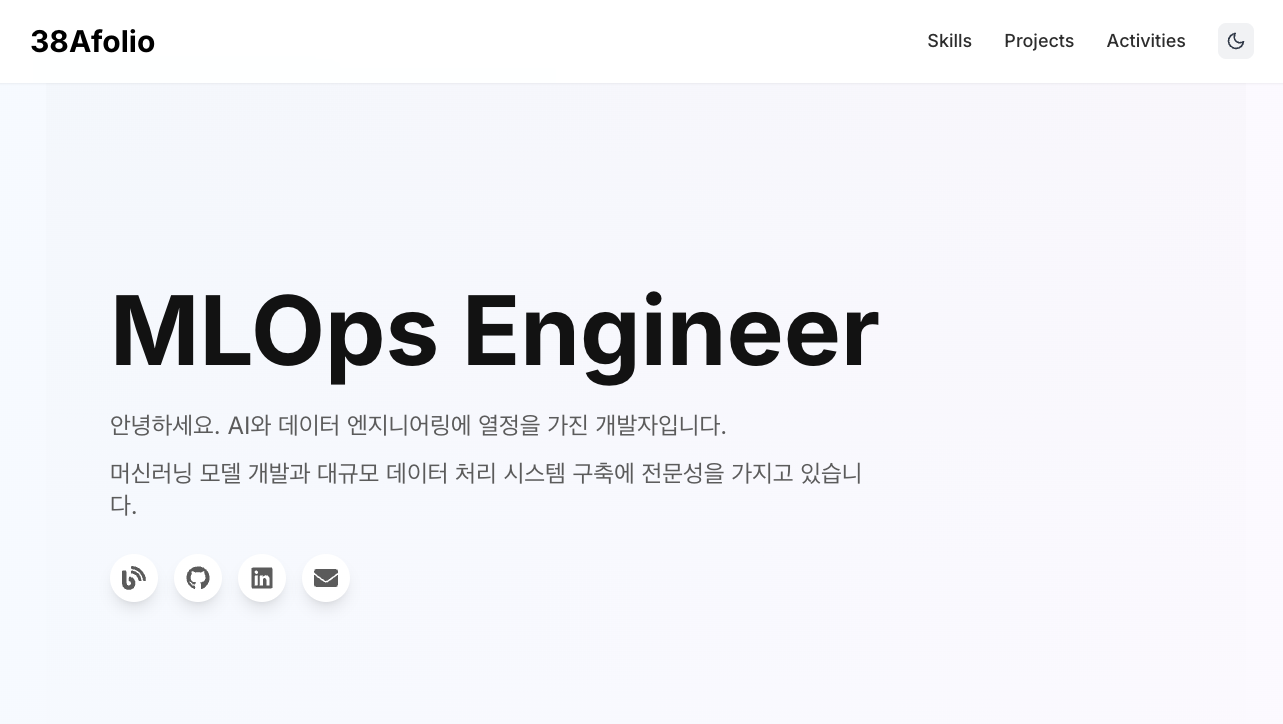 38Afolio
Skills
Projects
Activities
MLOps Engineer
안녕하세요. AI와 데이터 엔지니어링에 열정을 가진 개발자입니다.
머신러닝 모델 개발과 대규모 데이터 처리 시스템 구축에 전문성을 가지고 있습니
다.